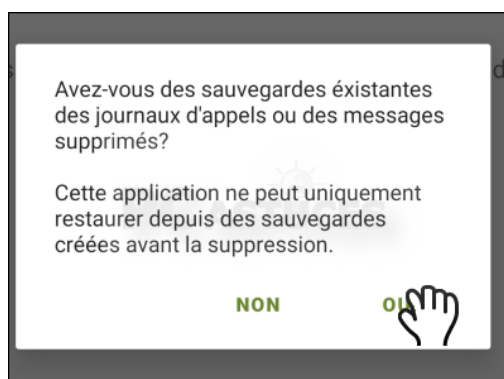 Avez-vous des sauvegardes éxistantes
des journaux d'appels ou des messages
supprimés?
Cette application ne peut uniquement
restaurer depuis des sauvegardes
créées avant la suppression.
NON